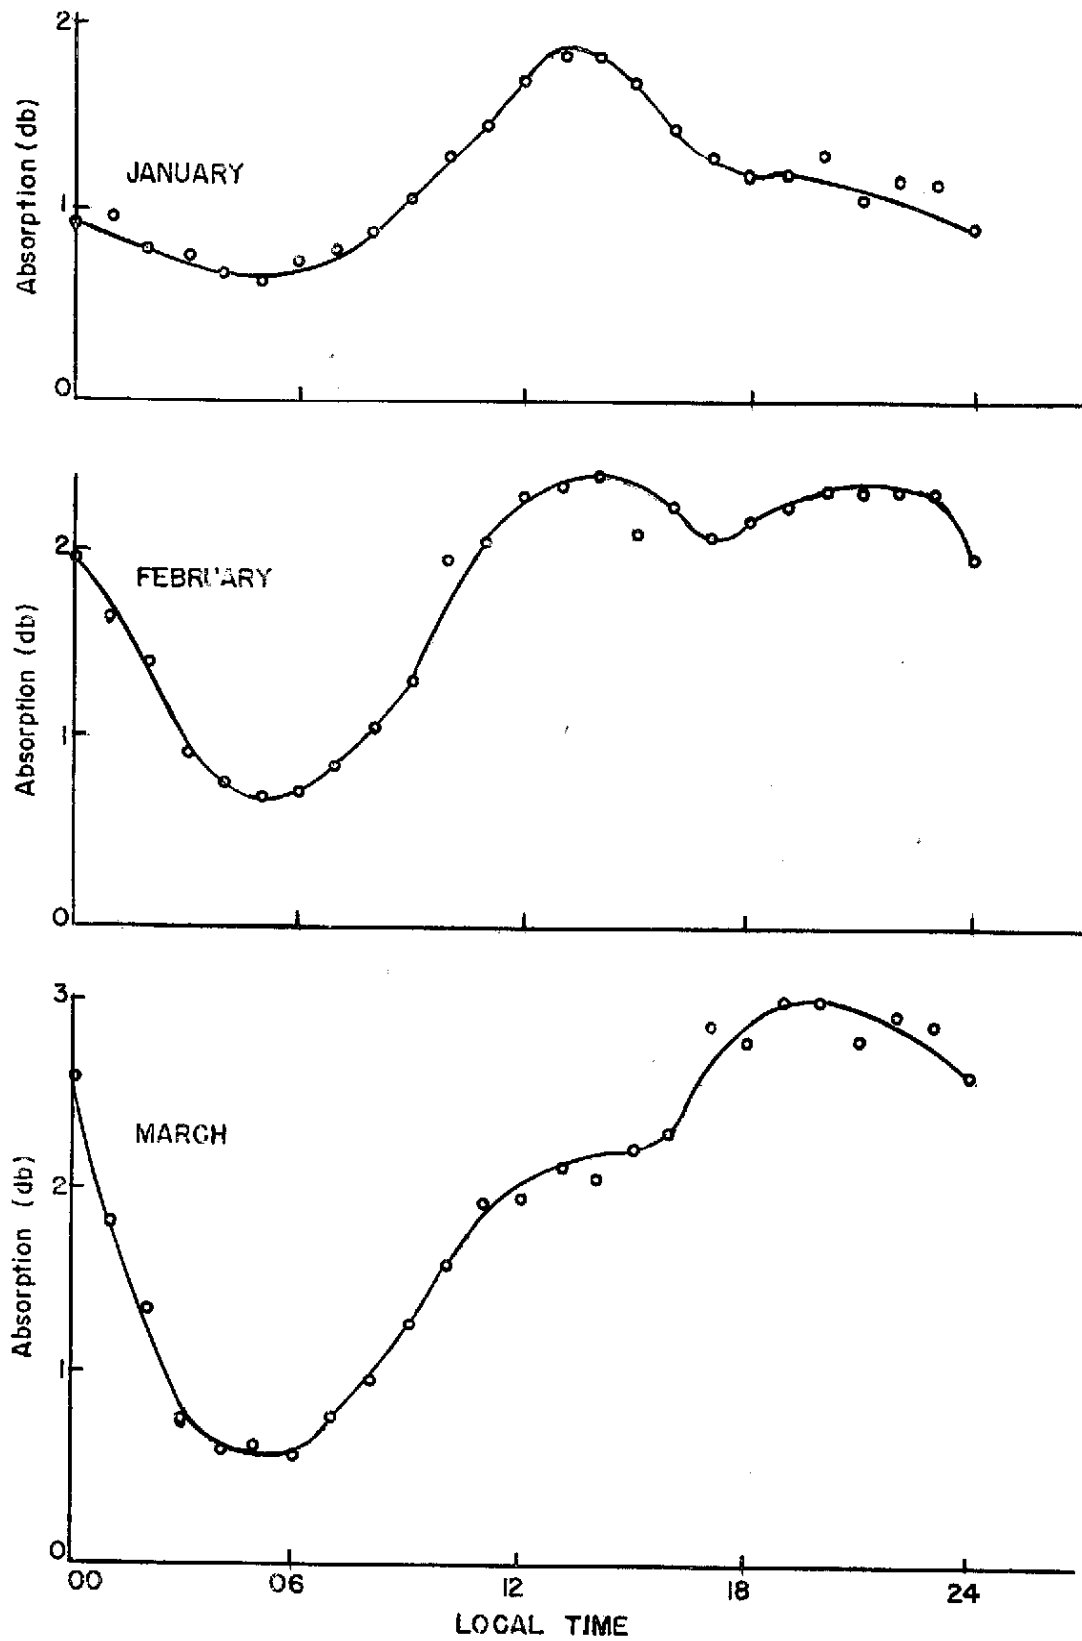 2
Absorption (db)
JANUARY
1
0
2
FEBRUARY
Absorption (db)
1
0
3
MARCH
2
Absorption (db)
1
0
00 06 12 18 24
LOCAL TIME